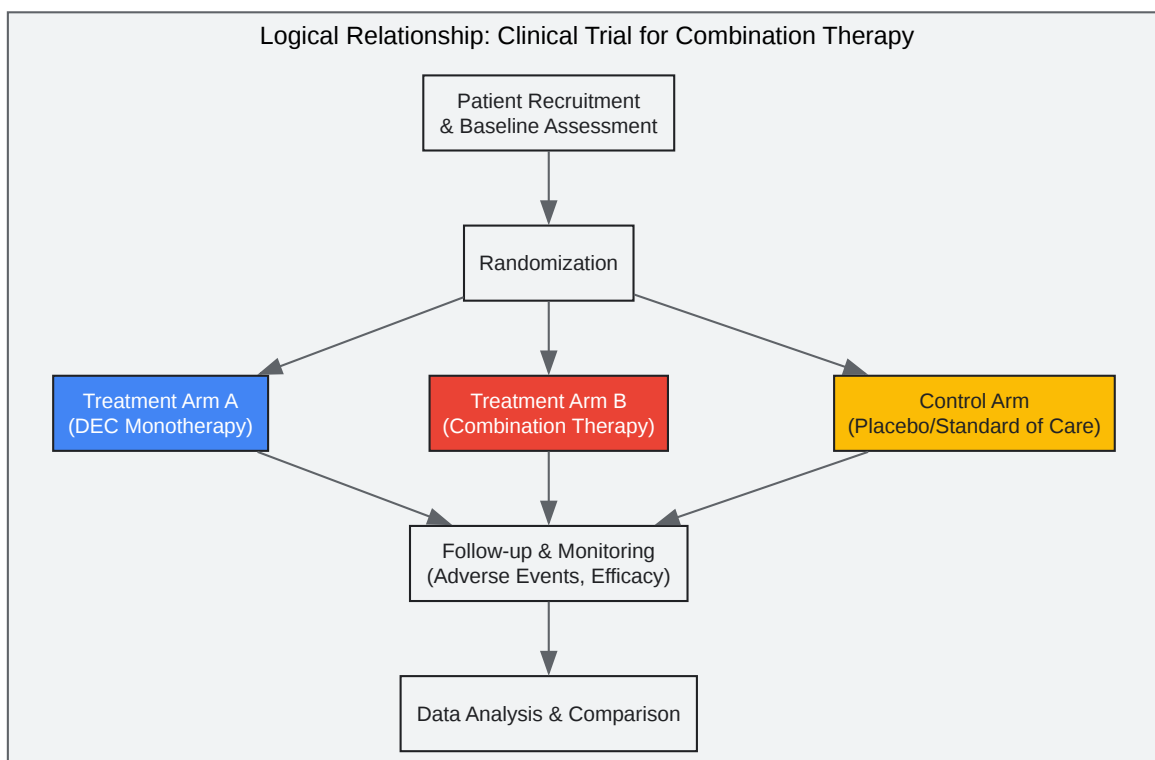 Logical Relationship: Clinical Trial for Combination Therapy
Patient Recruitment
& Baseline Assessment
Randomization
Treatment Arm A
(DEC Monotherapy)
Treatment Arm B
(Combination Therapy)
Control Arm
(Placebo/Standard of Care)
Follow-up & Monitoring
(Adverse Events, Efficacy)
Data Analysis & Comparison